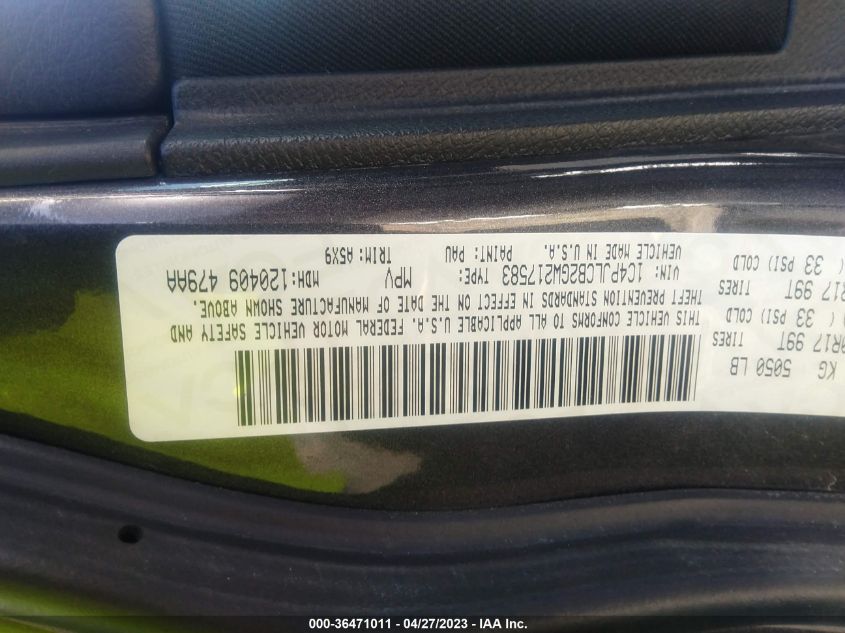 KG 5050 LB
R17 99T TIRES
( 33 PSI) COLD
R17 99T TIRES
( 33 PSI) COLD
THIS VEHICLE CONFORMS TO ALL APPLICABLE U.S.A. FEDERAL MOTOR VEHICLE SAFETY AND
THEFT PREVENTION STANDARDS IN EFFECT ON THE DATE OF MANUFACTURE SHOWN ABOVE.
VIN: 1C4PJLCB2GW217583 TYPE: MPV MDH:120409 479AA
VEHICLE MADE IN U.S.A. PAINT: PAU TRIM: A5X9
000-36471011 - 04/27/2023 - IAA Inc.